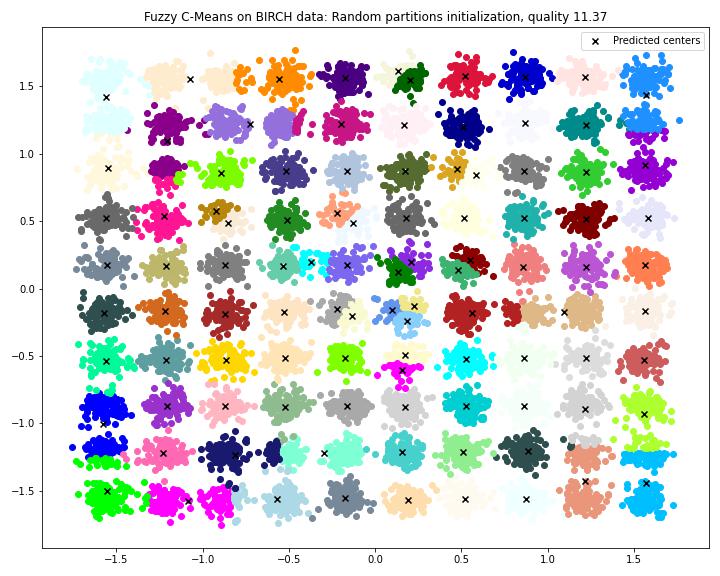 Fuzzy C-Means on BIRCH data: Random partitions initialization, quality 11.37
Predicted centers
1.5
1.0
0.5
0.0
−0.5
−1.0
−1.5
−1.5 −1.0 −0.5 0.0 0.5 1.0 1.5